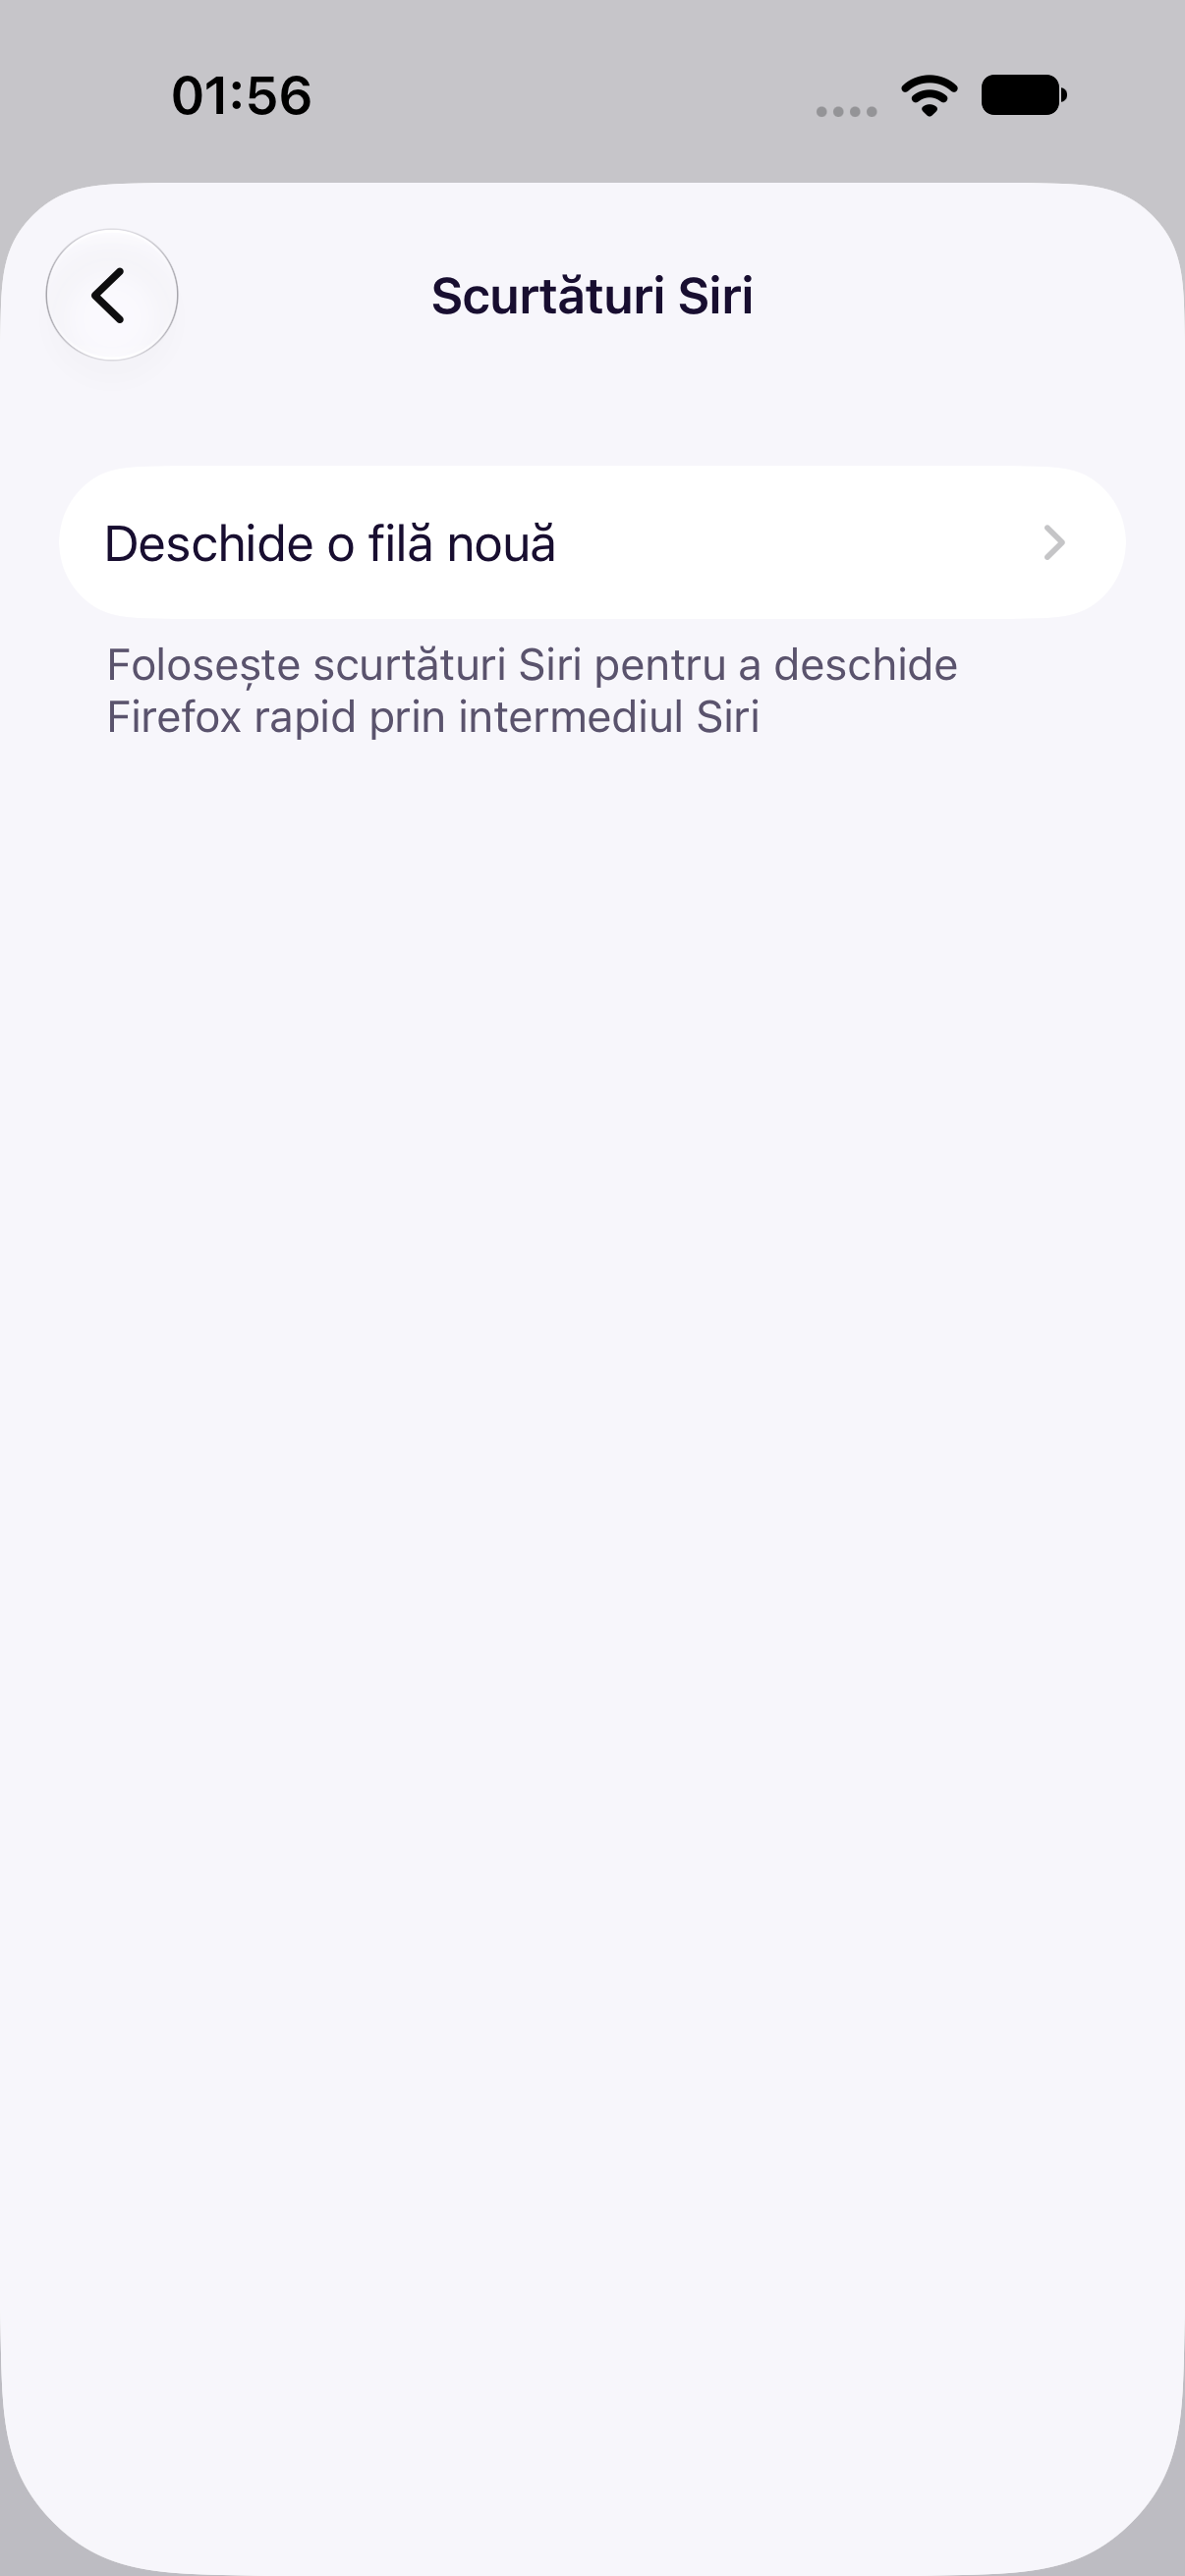 01:56
Scurtături Siri
Deschide o filă nouă
Folosește scurtături Siri pentru a deschide
Firefox rapid prin intermediul Siri